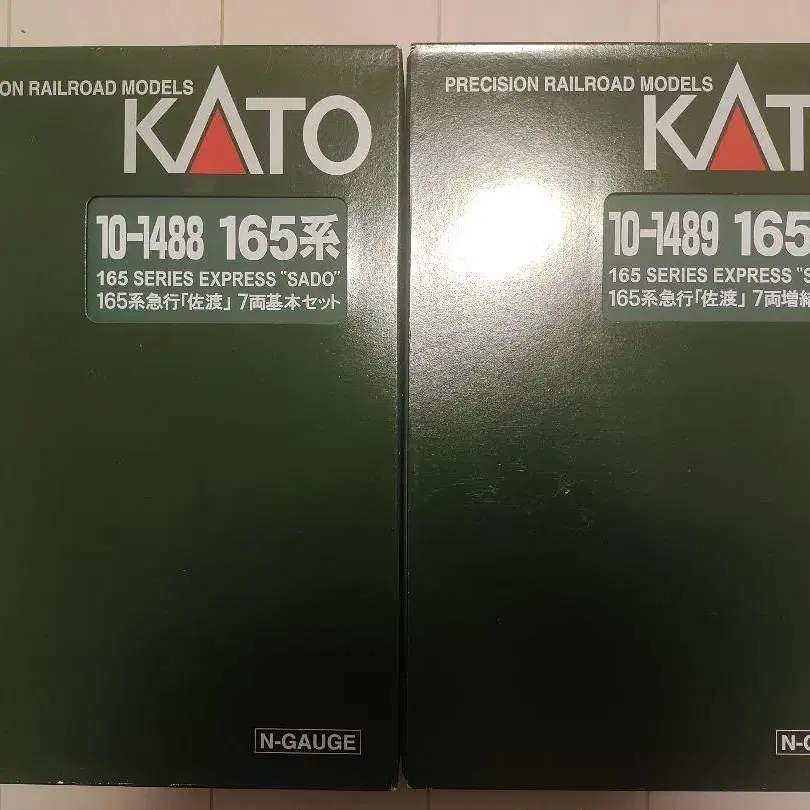 ON RAILROAD MODELS
KATO
10-1488 165系
165 SERIES EXPRESS "SADO"
165系急行「佐渡」 7両基本セット
N-GAUGE
PRECISION RAILROAD MODELS
KAT
10-1489 165
165 SERIES EXPRESS "S
165系急行「佐渡」 7両増結
N-G